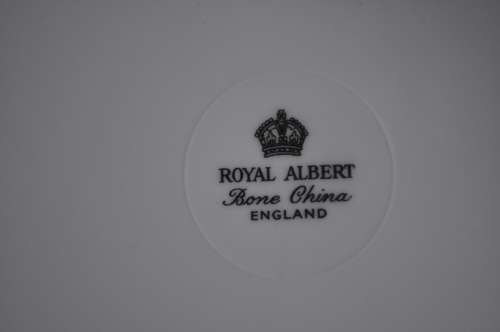 ROYAL ALBERT
Bone China
ENGLAND